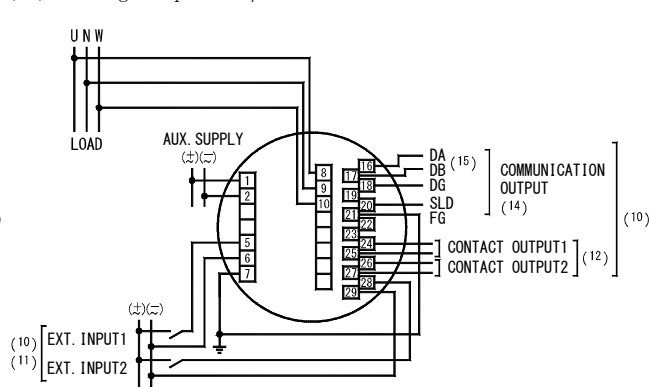 U N W
LOAD
AUX. SUPPLY
(±)(∓)
1
2
5
6
7
8
9
10
16
17
18
19
20
21
22
23
24
25
26
27
28
29
DA
DB
(15)
DG
SLD
FG
COMMUNICATION
OUTPUT
(14)
(10)
CONTACT OUTPUT1
CONTACT OUTPUT2
(12)
(±)(∓)
(10)
(11)
EXT. INPUT1
EXT. INPUT2